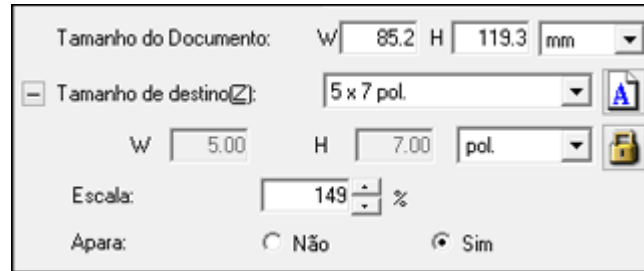 Tamanho do Documento: W 85.2 H 119.3 mm
Tamanho de destino(Z): 5 x 7 pol. A
W 5.00 H 7.00 pol.
Escala: 149 %
Apara: Não Sim